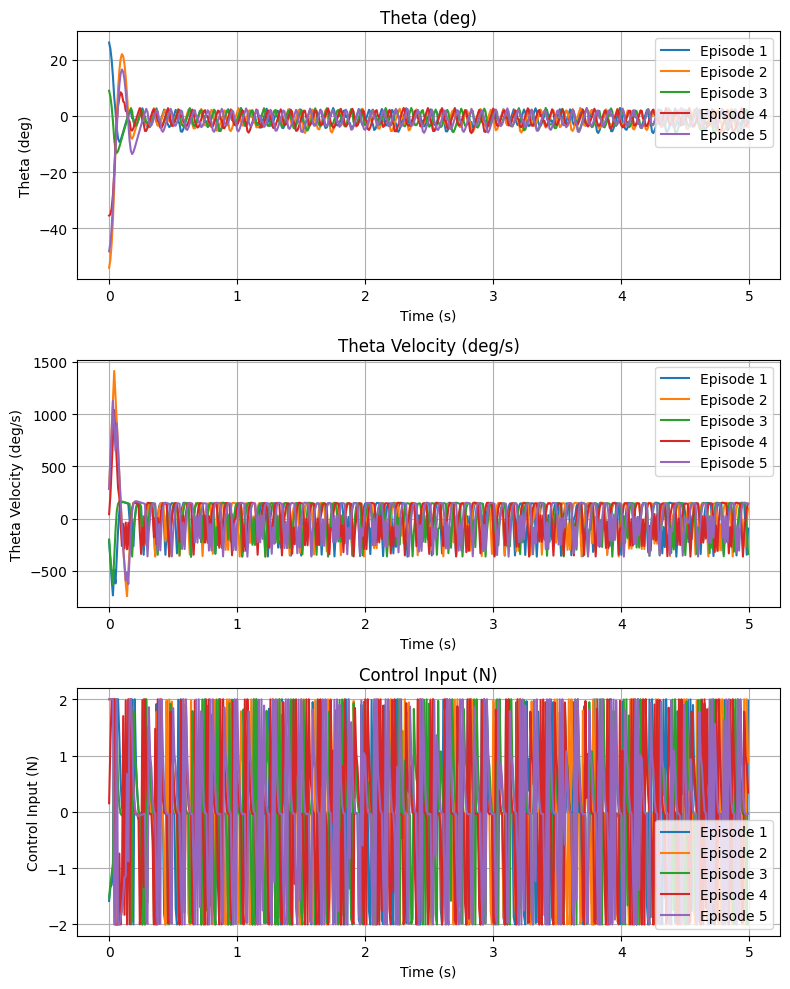 Theta (deg)
Theta (deg)
20
0
−20
−40
Episode 1
Episode 2
Episode 3
Episode 4
Episode 5
0 1 2 3 4 5
Time (s)
Theta Velocity (deg/s)
Theta Velocity (deg/s)
1500
1000
500
0
−500
Episode 1
Episode 2
Episode 3
Episode 4
Episode 5
0 1 2 3 4 5
Time (s)
Control Input (N)
Control Input (N)
2
1
0
−1
−2
Episode 1
Episode 2
Episode 3
Episode 4
Episode 5
0 1 2 3 4 5
Time (s)